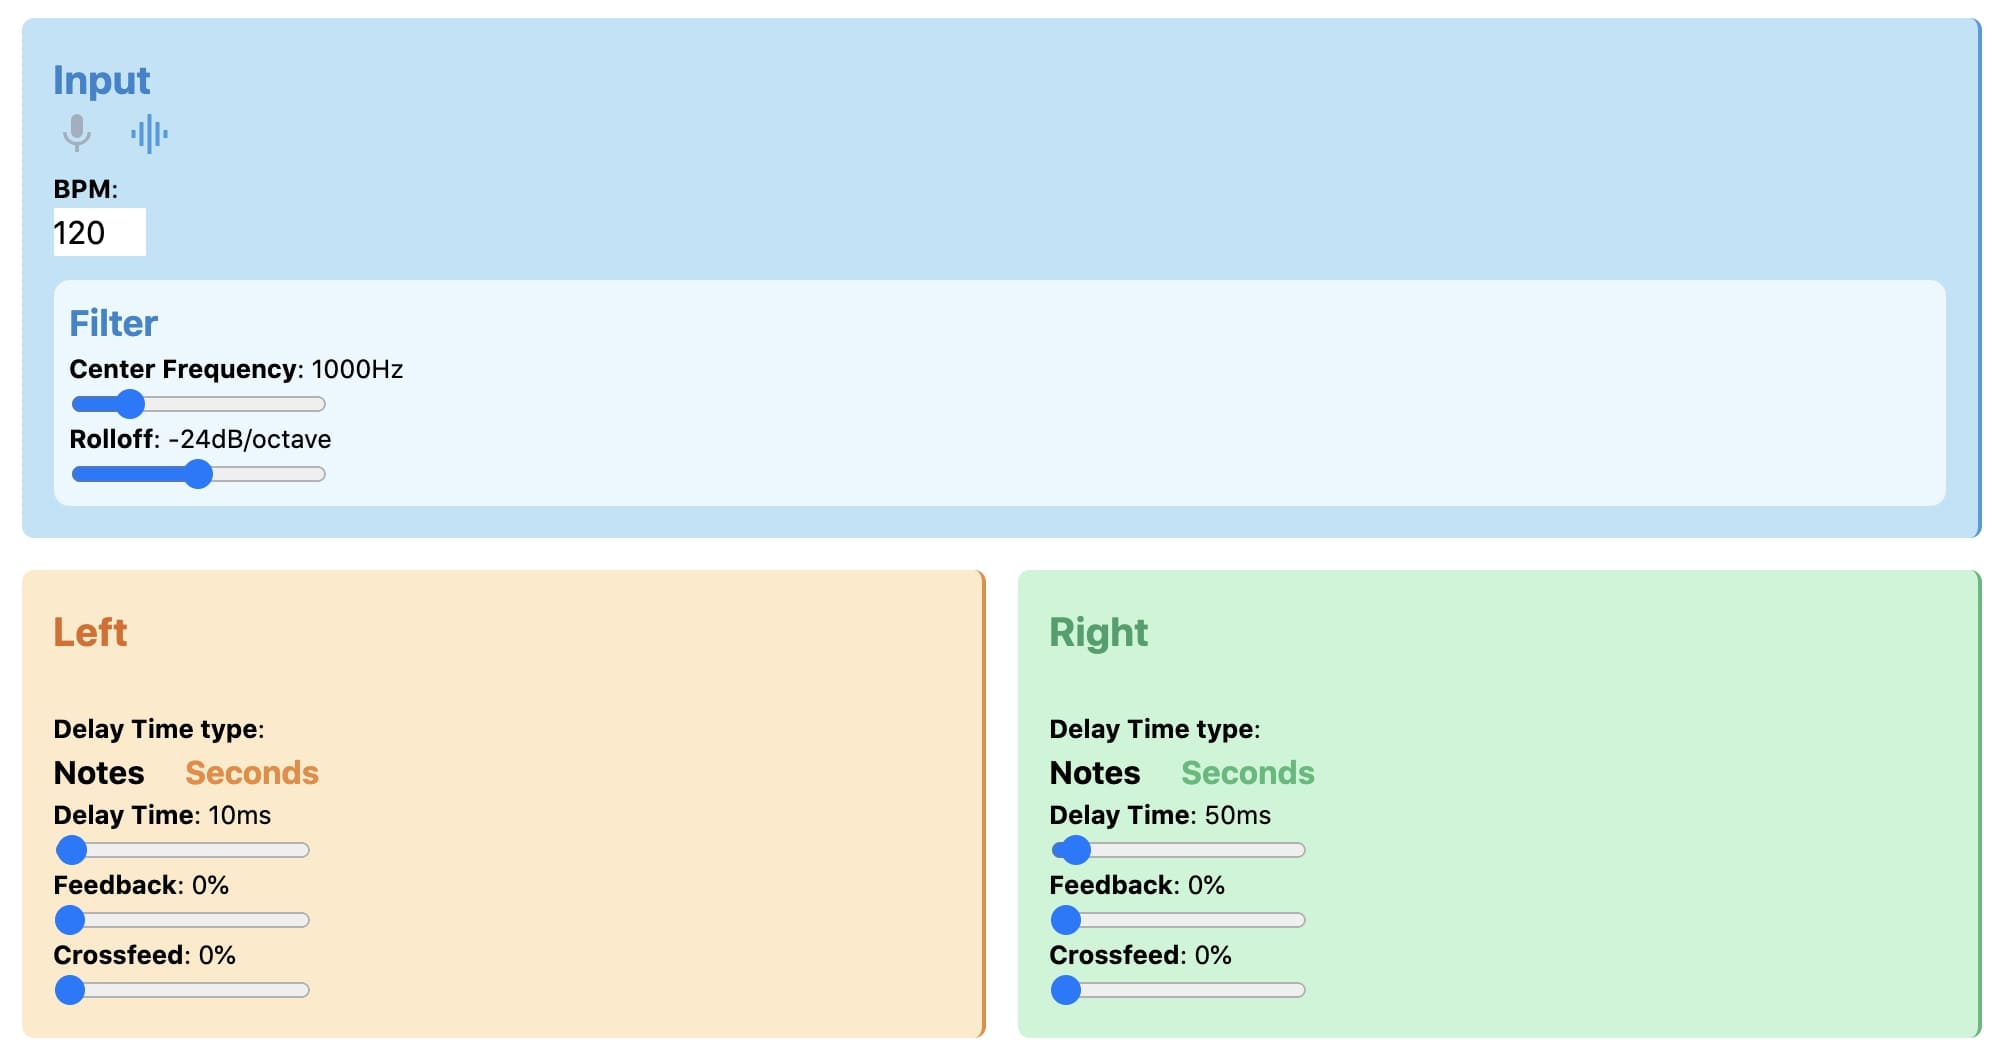 Input
BPM:
120
Filter
Center Frequency: 1000Hz
Rolloff: -24dB/octave
Left
Delay Time type:
Notes Seconds
Delay Time: 10ms
Feedback: 0%
Crossfeed: 0%
Right
Delay Time type:
Notes Seconds
Delay Time: 50ms
Feedback: 0%
Crossfeed: 0%